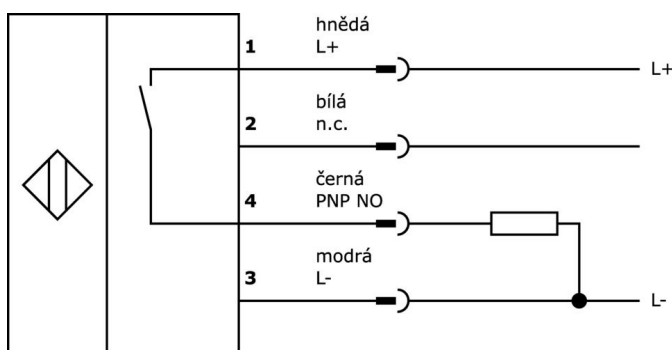 hnědá
1 L+
L+
bílá
2 n.c.
černá
4 PNP NO
modrá
3 L-
L-